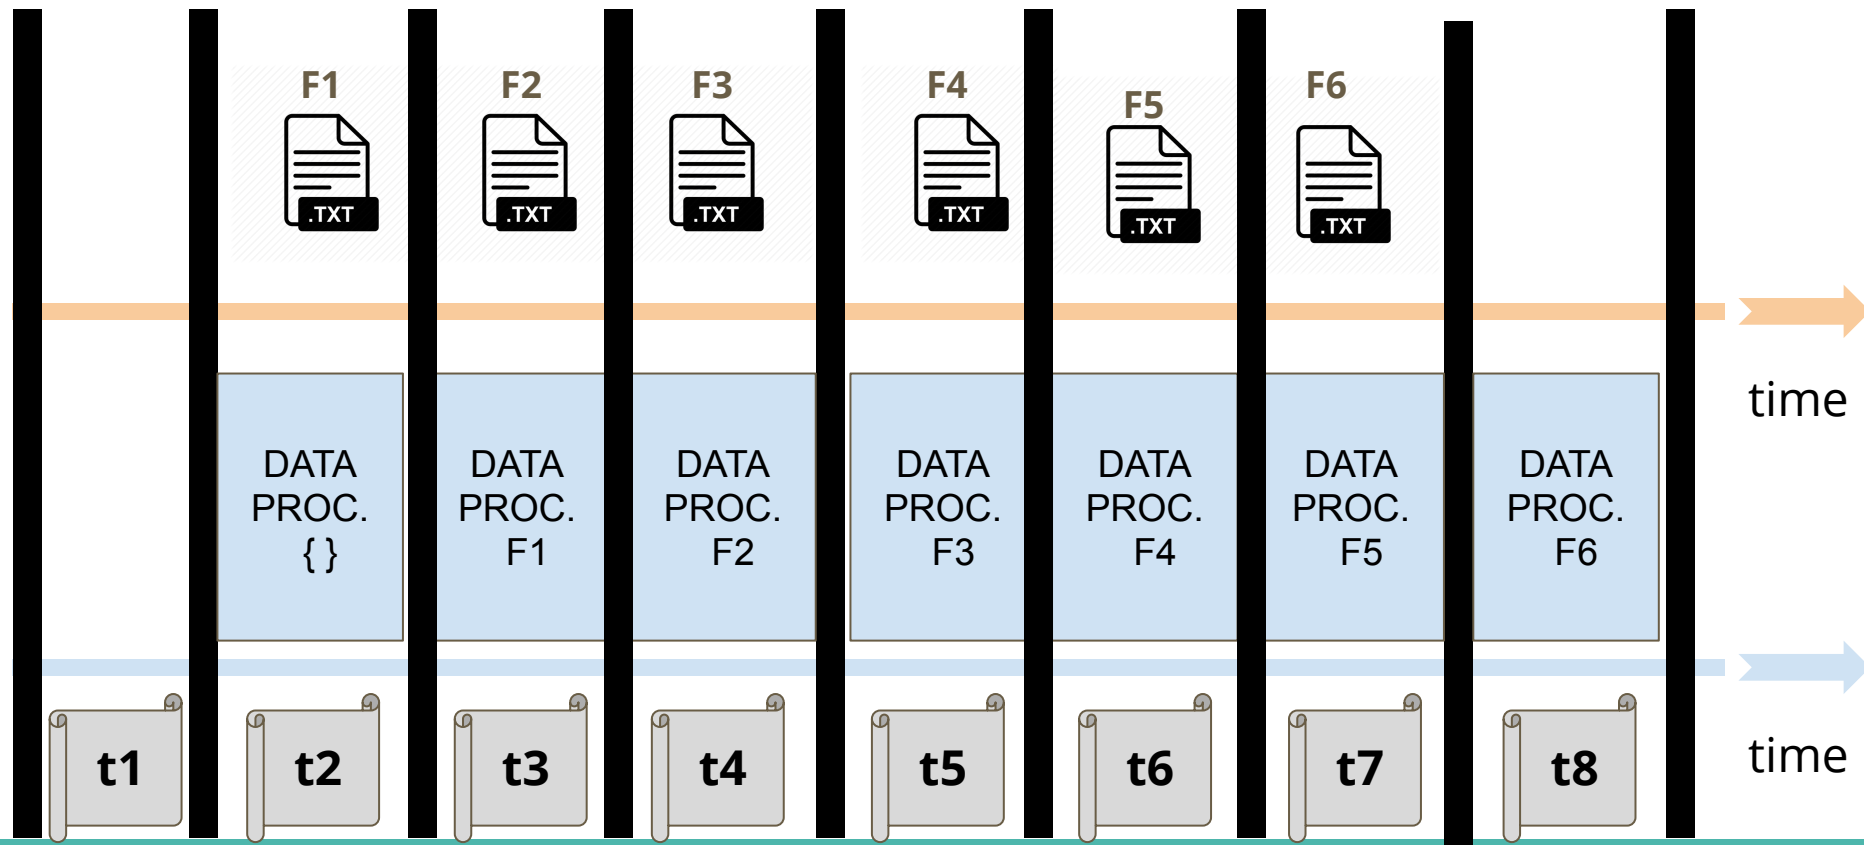 F1
F2
F3
F4
F5
F6
.TXT
.TXT
.TXT
.TXT
.TXT
.TXT
time
DATA
PROC.
{ }
DATA
PROC.
F1
DATA
PROC.
F2
DATA
PROC.
F3
DATA
PROC.
F4
DATA
PROC.
F5
DATA
PROC.
F6
time
t1
t2
t3
t4
t5
t6
t7
t8